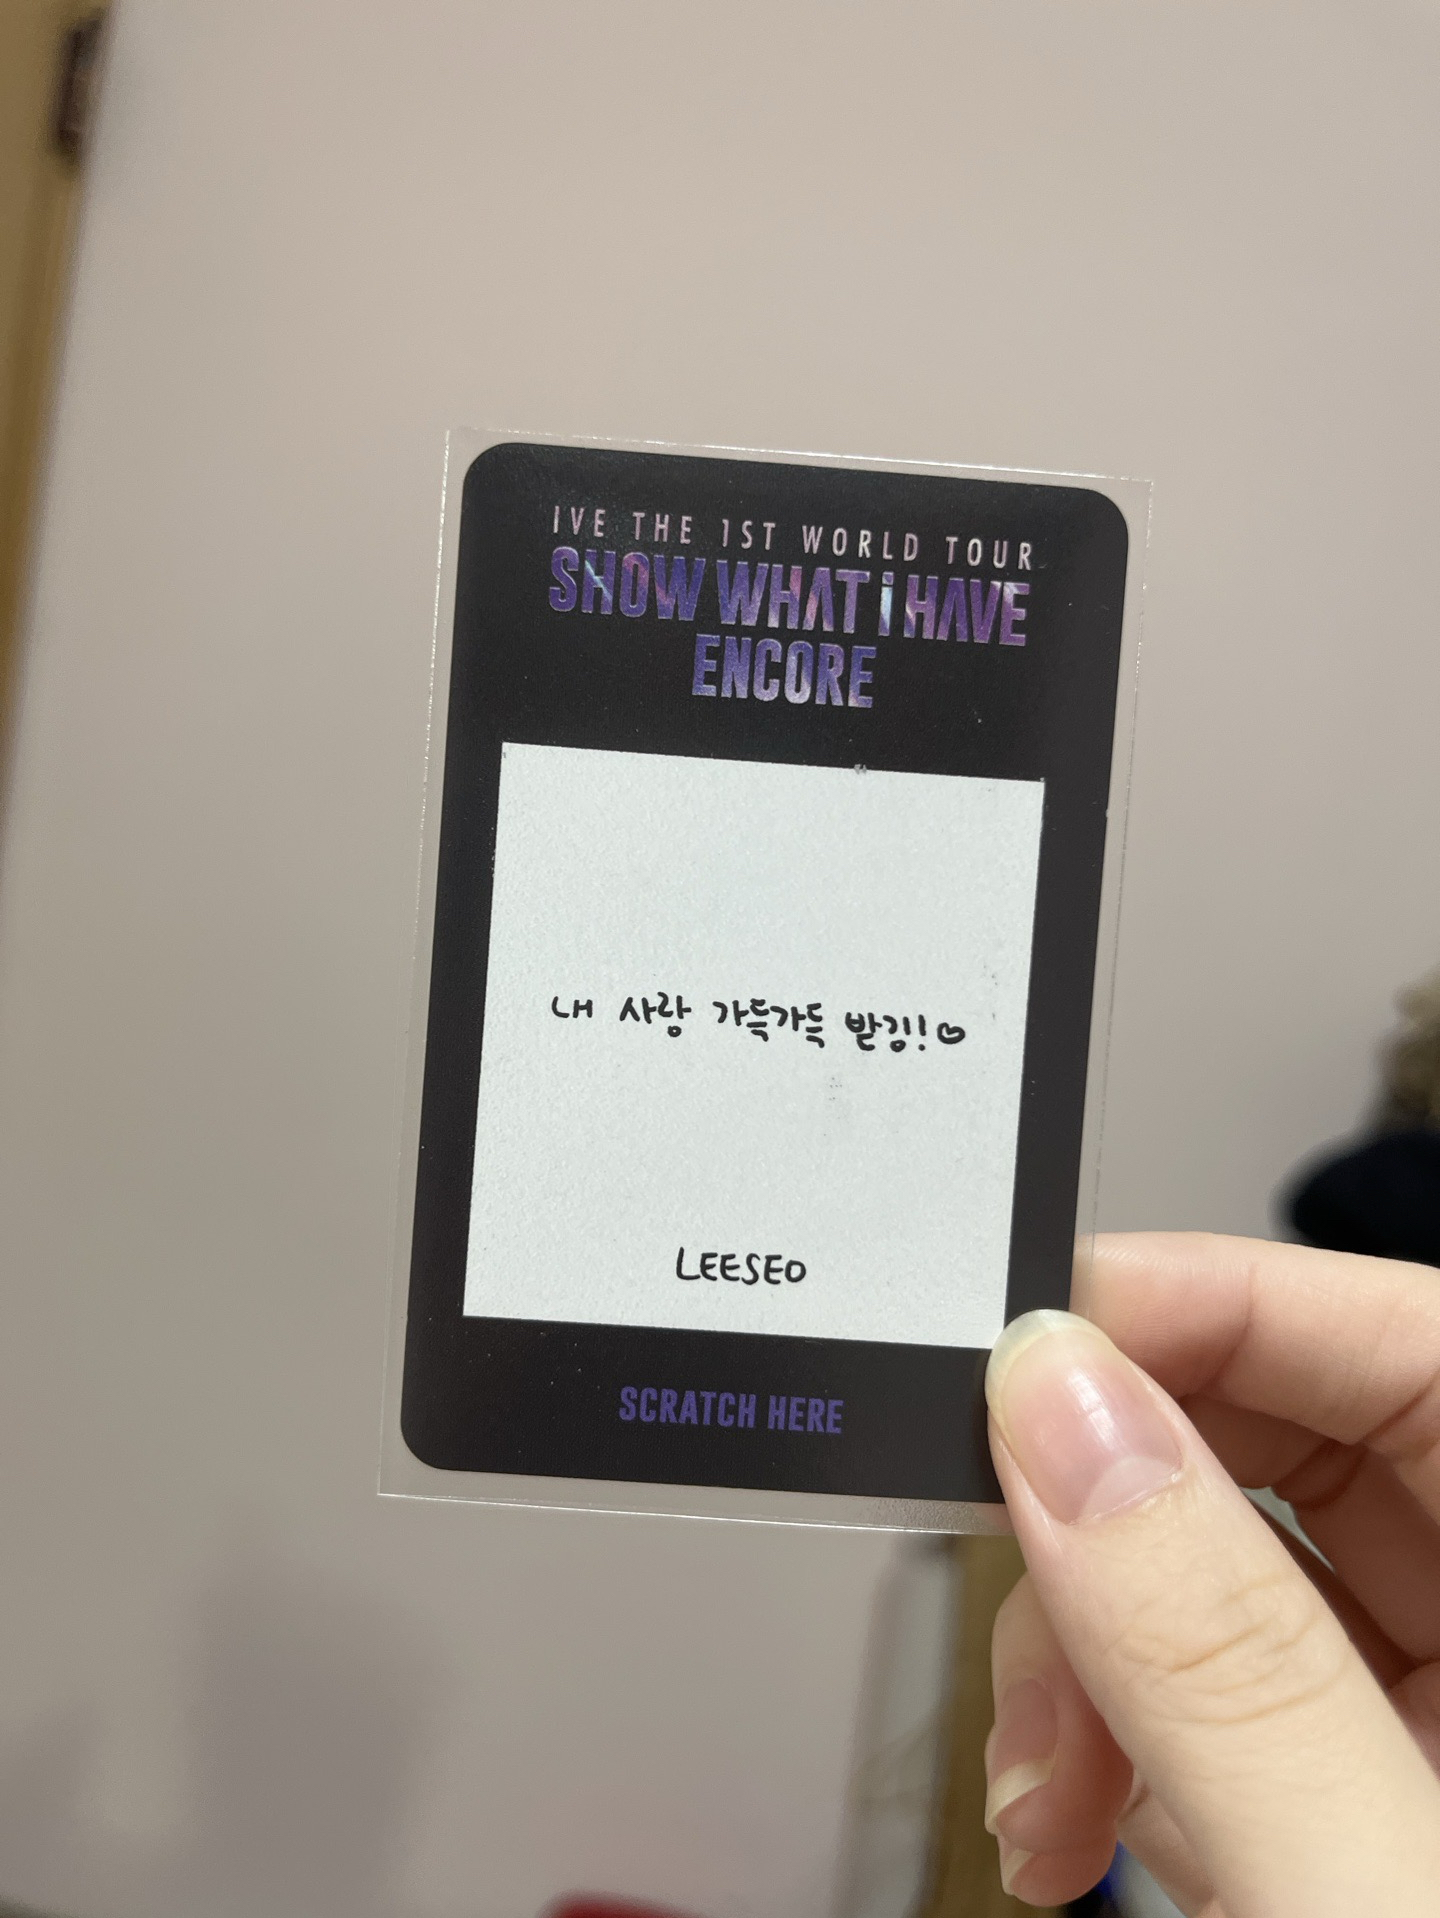 IVE THE 1ST WORLD TOUR
SHOW WHAT i HAVE
ENCORE
내 사랑 가득가득 받깅!♡
LEESEO
SCRATCH HERE